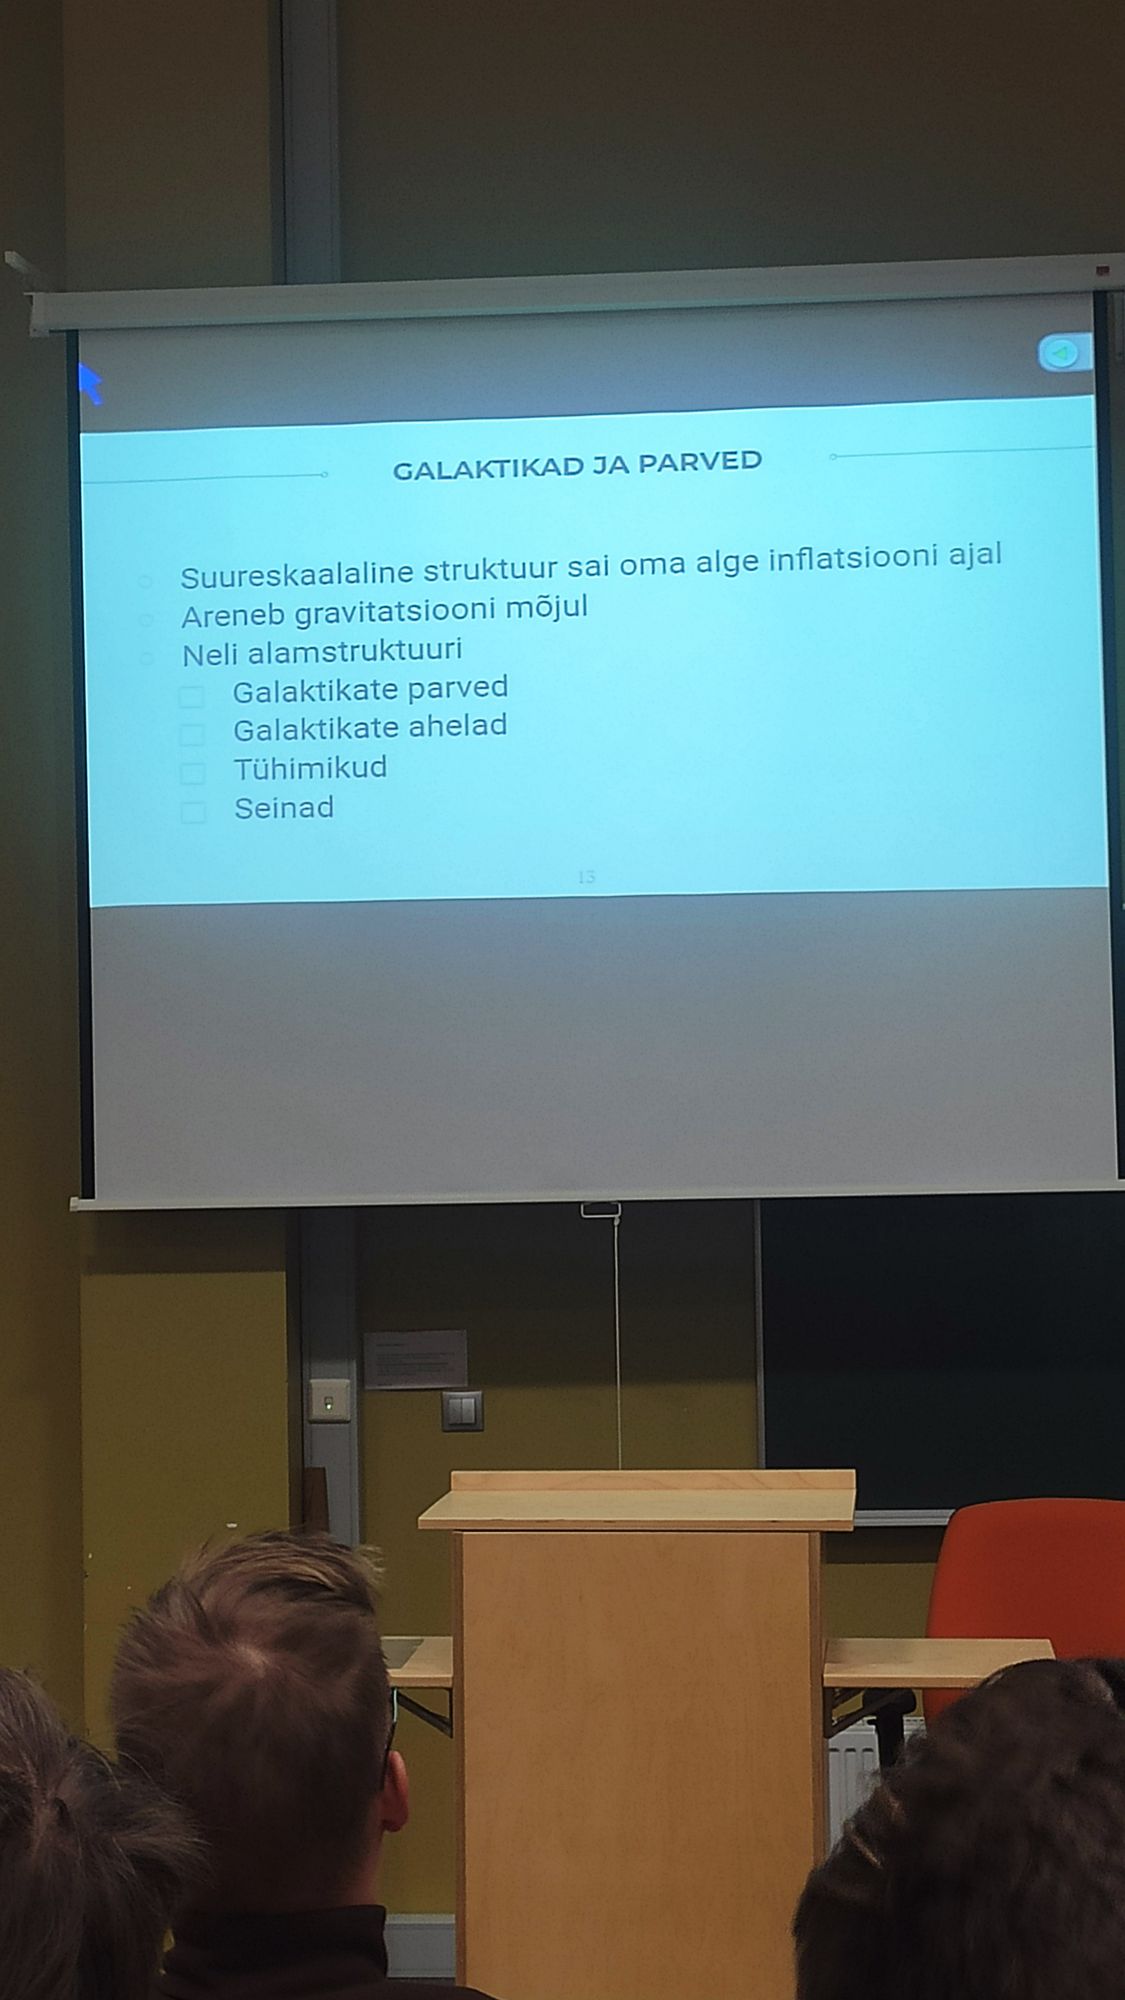 GALAKTIKAD JA PARVED
Suureskaalaline struktuur sai oma alge inflatsiooni ajal
Areneb gravitatsiooni mõjul
Neli alamstruktuuri
Galaktikate parved
Galaktikate ahelad
Tühimikud
Seinad
13